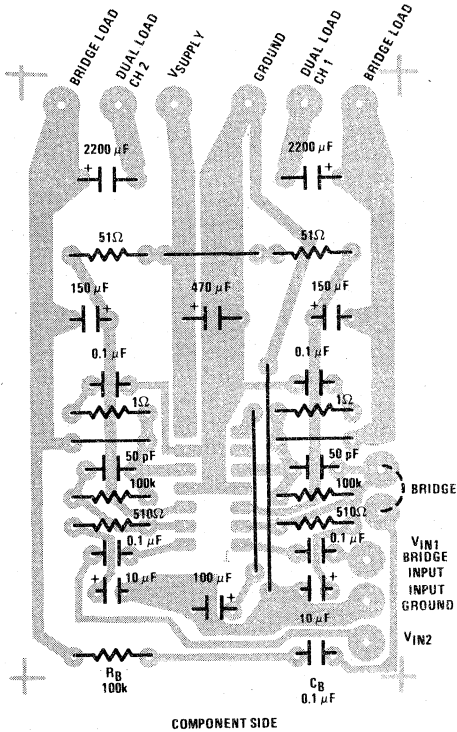 BRIDGE LOAD
DUAL LOAD
CH 2
VSUPPLY
GROUND
DUAL LOAD
CH 1
BRIDGE LOAD
2200 µF
+
2200 µF
+
51Ω
51Ω
150 µF
+
470 µF
+
150 µF
+
0.1 µF
0.1 µF
1Ω
1Ω
50 pF
50 pF
100k
100k
BRIDGE
510Ω
510Ω
0.1 µF
0.1 µF
VIN1
BRIDGE
INPUT
+
10 µF
100 µF
+
+
INPUT
GROUND
10 µF
VIN2
RB
100k
CB
0.1 µF
COMPONENT SIDE